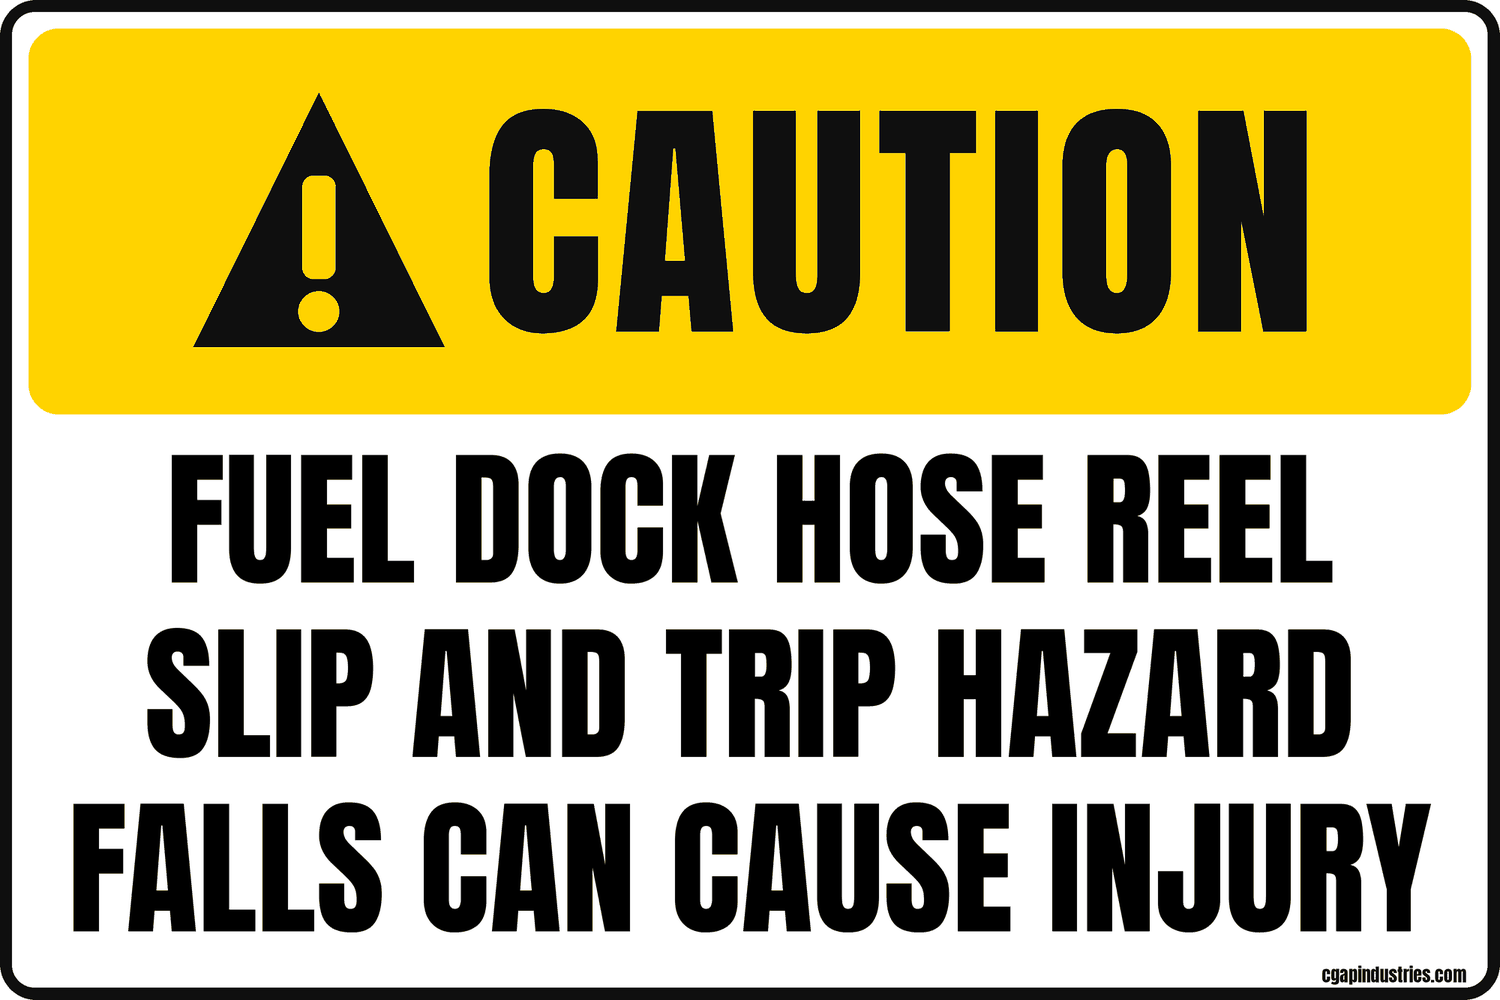 CAUTION
FUEL DOCK HOSE REEL
SLIP AND TRIP HAZARD
FALLS CAN CAUSE INJURY
cgapindustries.com